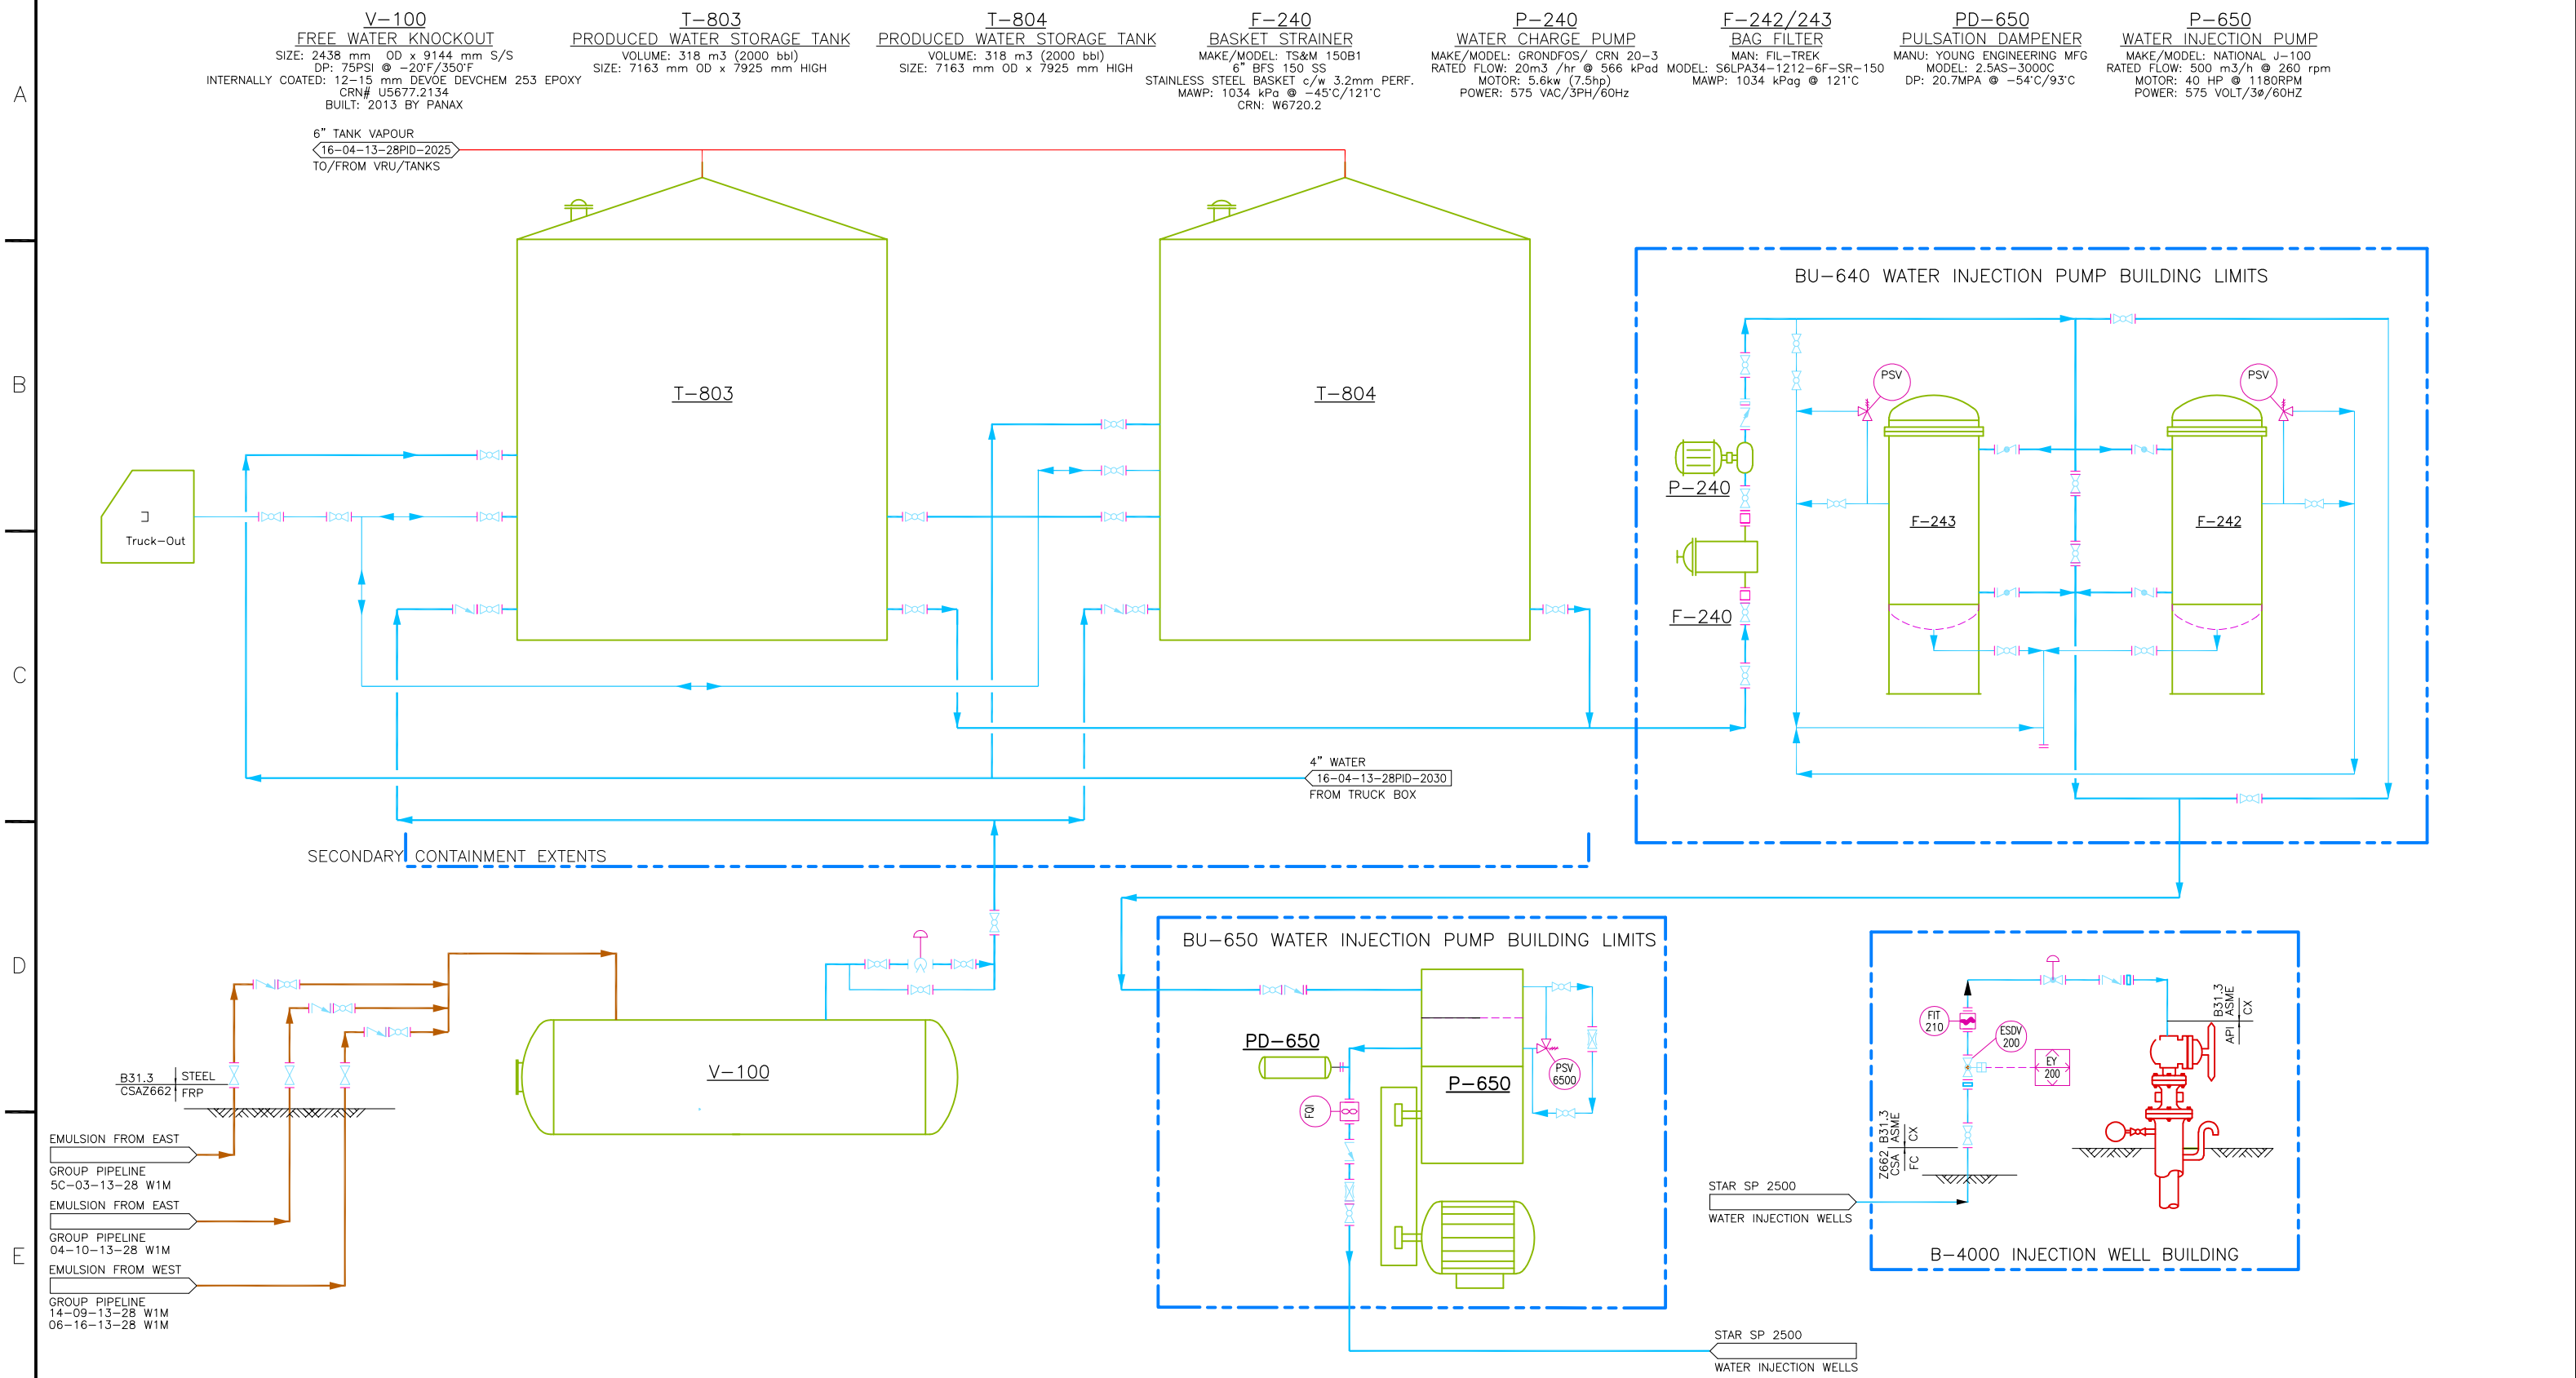 V-100
FREE WATER KNOCKOUT
SIZE: 2438 mm OD x 9144 mm S/S
DP: 75PSI @ -20°F/350°F
INTERNALLY COATED: 12-15 mm DEVOE DEVCHEM 253 EPOXY
CRN# U5677.2134
BUILT: 2013 BY PANAX
T-803
PRODUCED WATER STORAGE TANK
VOLUME: 318 m3 (2000 bbl)
SIZE: 7163 mm OD x 7925 mm HIGH
T-804
PRODUCED WATER STORAGE TANK
VOLUME: 318 m3 (2000 bbl)
SIZE: 7163 mm OD x 7925 mm HIGH
F-240
BASKET STRAINER
MAKE/MODEL: TS&M 150B1
6" BFS 150 SS
STAINLESS STEEL BASKET c/w 3.2mm PERF.
MAWP: 1034 kPa @ -45°C/121°C
CRN: W6720.2
P-240
WATER CHARGE PUMP
MAKE/MODEL: GRONDFOS/ CRN 20-3
RATED FLOW: 20m3 /hr @ 566 kPad
MOTOR: 5.6kw (7.5hp)
POWER: 575 VAC/3PH/60Hz
F-242/243
BAG FILTER
MAN: FIL-TREK
MODEL: S6LPA34-1212-6F-SR-150
MAWP: 1034 kPag @ 121°C
PD-650
PULSATION DAMPENER
MANU: YOUNG ENGINEERING MFG
MODEL: 2.5AS-3000C
DP: 20.7MPA @ -54°C/93°C
P-650
WATER INJECTION PUMP
MAKE/MODEL: NATIONAL J-100
RATED FLOW: 500 m3/h @ 260 rpm
MOTOR: 40 HP @ 1180RPM
POWER: 575 VOLT/3ø/60HZ
A
6" TANK VAPOUR
16-04-13-28PID-2025
TO/FROM VRU/TANKS
BU-640 WATER INJECTION PUMP BUILDING LIMITS
B
T-803
T-804
PSV
PSV
P-240
F-243
F-242
Truck-Out
F-240
C
4" WATER
16-04-13-28PID-2030
FROM TRUCK BOX
SECONDARY CONTAINMENT EXTENTS
BU-650 WATER INJECTION PUMP BUILDING LIMITS
D
FIT
210
ESDV
200
EY
200
B31.3
ASME
CX
API
PD-650
P-650
PSV
6500
V-100
B31.3
STEEL
CSAZ662
FRP
FQI
EMULSION FROM EAST
GROUP PIPELINE
5C-03-13-28 W1M
EMULSION FROM EAST
GROUP PIPELINE
04-10-13-28 W1M
E
EMULSION FROM WEST
GROUP PIPELINE
14-09-13-28 W1M
06-16-13-28 W1M
B31.3
ASME
CX
Z662
CSA
FC
STAR SP 2500
WATER INJECTION WELLS
B-4000 INJECTION WELL BUILDING
STAR SP 2500
WATER INJECTION WELLS